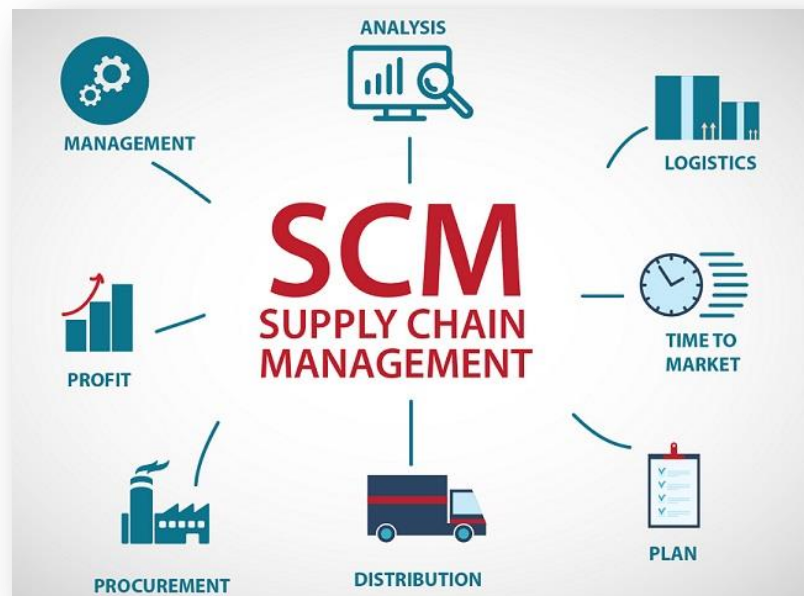 ANALYSIS
MANAGEMENT
LOGISTICS
SCM
SUPPLY CHAIN
MANAGEMENT
TIME TO
MARKET
PROFIT
PLAN
PROCUREMENT
DISTRIBUTION